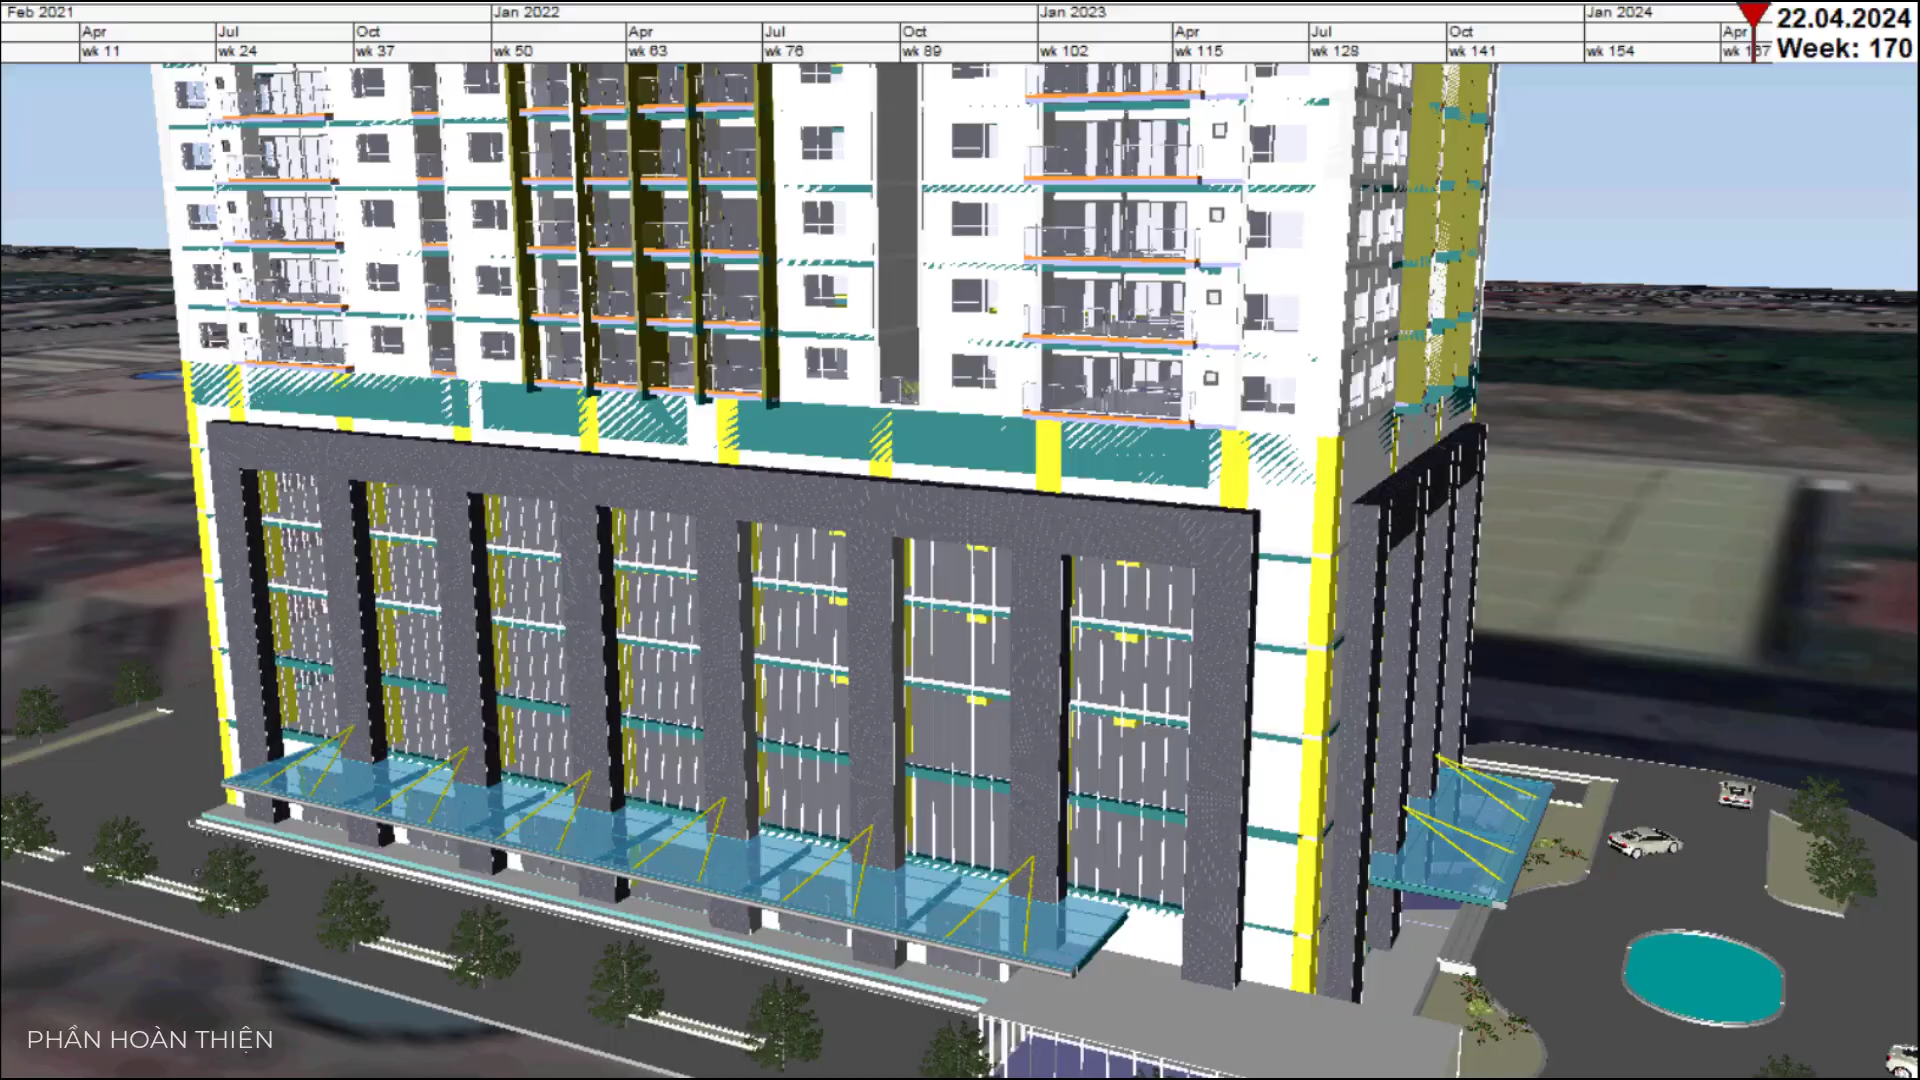 Feb 2021 Jan 2022 Jan 2023 Jan 2024
Apr Jul Oct Apr Jul Oct Apr Jul Oct Apr
wk 11 wk 24 wk 37 wk 50 wk 63 wk 76 wk 89 wk 102 wk 115 wk 128 wk 141 wk 154 wk 167
22.04.2024
Week: 170
PHẦN HOÀN THIỆN